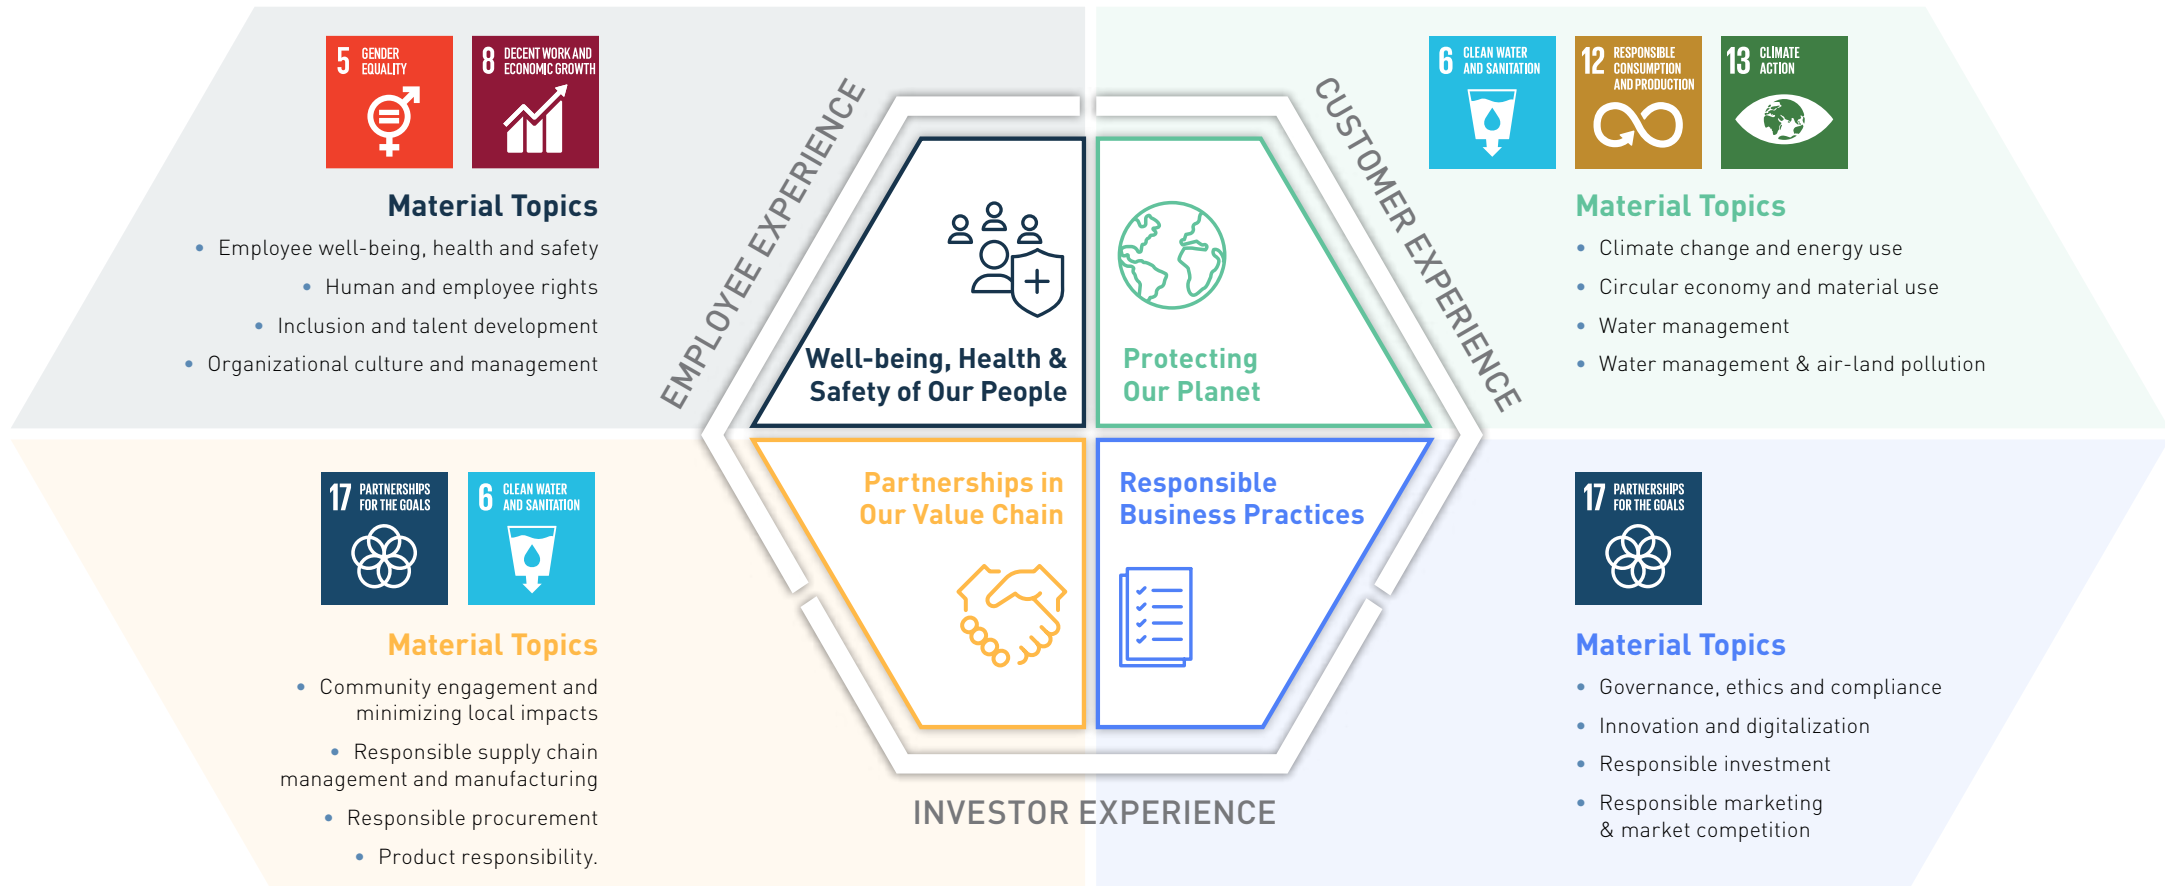 5 GENDER
EQUALITY
8 DECENT WORK AND
ECONOMIC GROWTH
Material Topics
• Employee well-being, health and safety
• Human and employee rights
• Inclusion and talent development
• Organizational culture and management
EMPLOYEE EXPERIENCE
Well-being, Health &
Safety of Our People
Protecting
Our Planet
CUSTOMER EXPERIENCE
6 CLEAN WATER
AND SANITATION
12 RESPONSIBLE
CONSUMPTION
AND PRODUCTION
13 CLIMATE
ACTION
Material Topics
• Climate change and energy use
• Circular economy and material use
• Water management
• Water management & air-land pollution
17 PARTNERSHIPS
FOR THE GOALS
6 CLEAN WATER
AND SANITATION
Material Topics
• Community engagement and
minimizing local impacts
• Responsible supply chain
management and manufacturing
• Responsible procurement
• Product responsibility.
Partnerships in
Our Value Chain
Responsible
Business Practices
INVESTOR EXPERIENCE
17 PARTNERSHIPS
FOR THE GOALS
Material Topics
• Governance, ethics and compliance
• Innovation and digitalization
• Responsible investment
• Responsible marketing
& market competition